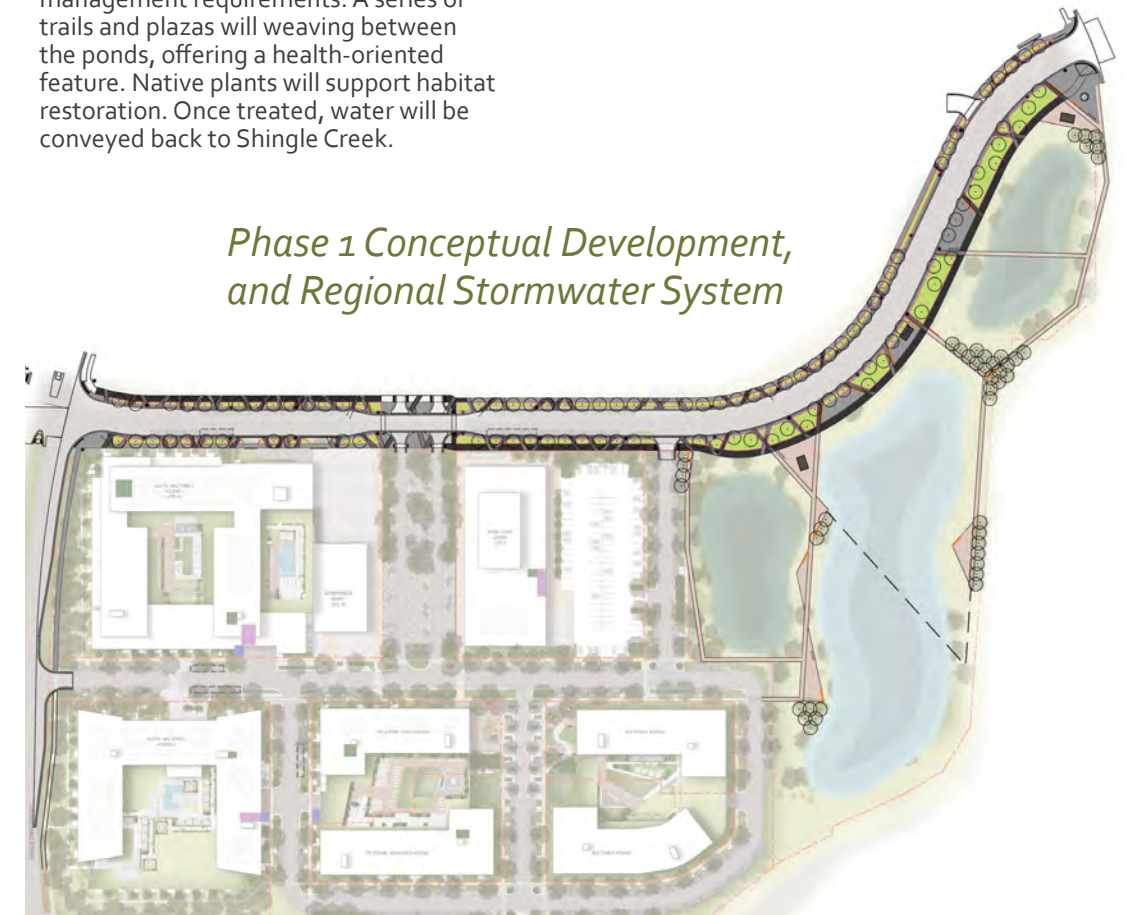 management requirements. A series of
trails and plazas will weaving between
the ponds, offering a health-oriented
feature. Native plants will support habitat
restoration. Once treated, water will be
conveyed back to Shingle Creek.
Phase 1 Conceptual Development,
and Regional Stormwater System